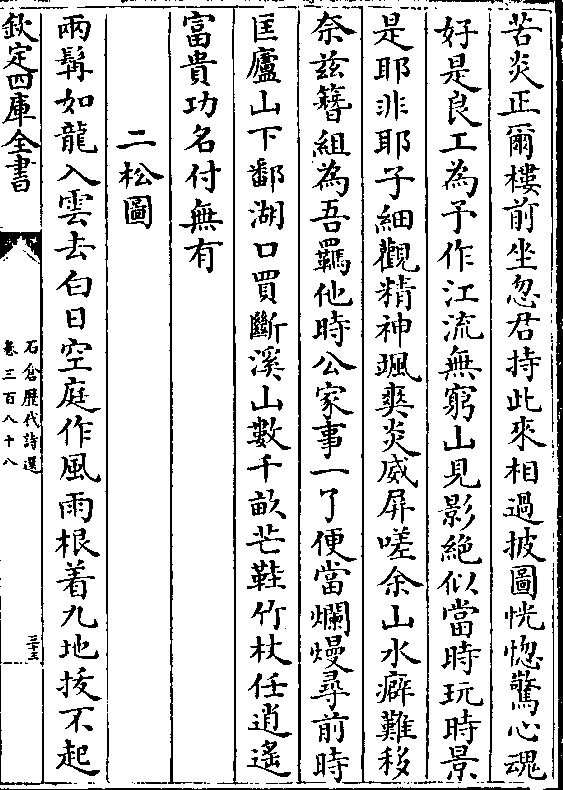 苦炎正爾樓前坐忽君持此來相過披圖恍惚驚心魂
好是良工為予作江流無窮山見影絶似當時玩時景
是耶非耶子細觀精神颯爽炎威屏嗟余山水癖難移
奈兹簪組為吾羈他時公家事一了便當爛熳尋前時
匡廬山下鄱湖口買斷溪山數千畝芒鞋竹杖任逍遙
富貴功名付無有
二松圖
兩髯如龍入雲去白日空庭作風雨根着九地拔不起
欽定四庫全書
石倉歷代詩選
卷三百八十八
三十三